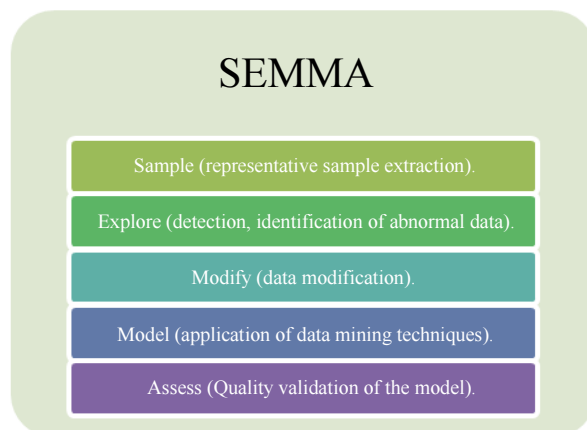 SEMMA
Sample (representative sample extraction).
Explore (detection, identification of abnormal data).
Modify (data modification).
Model (application of data mining techniques).
Assess (Quality validation of the model).